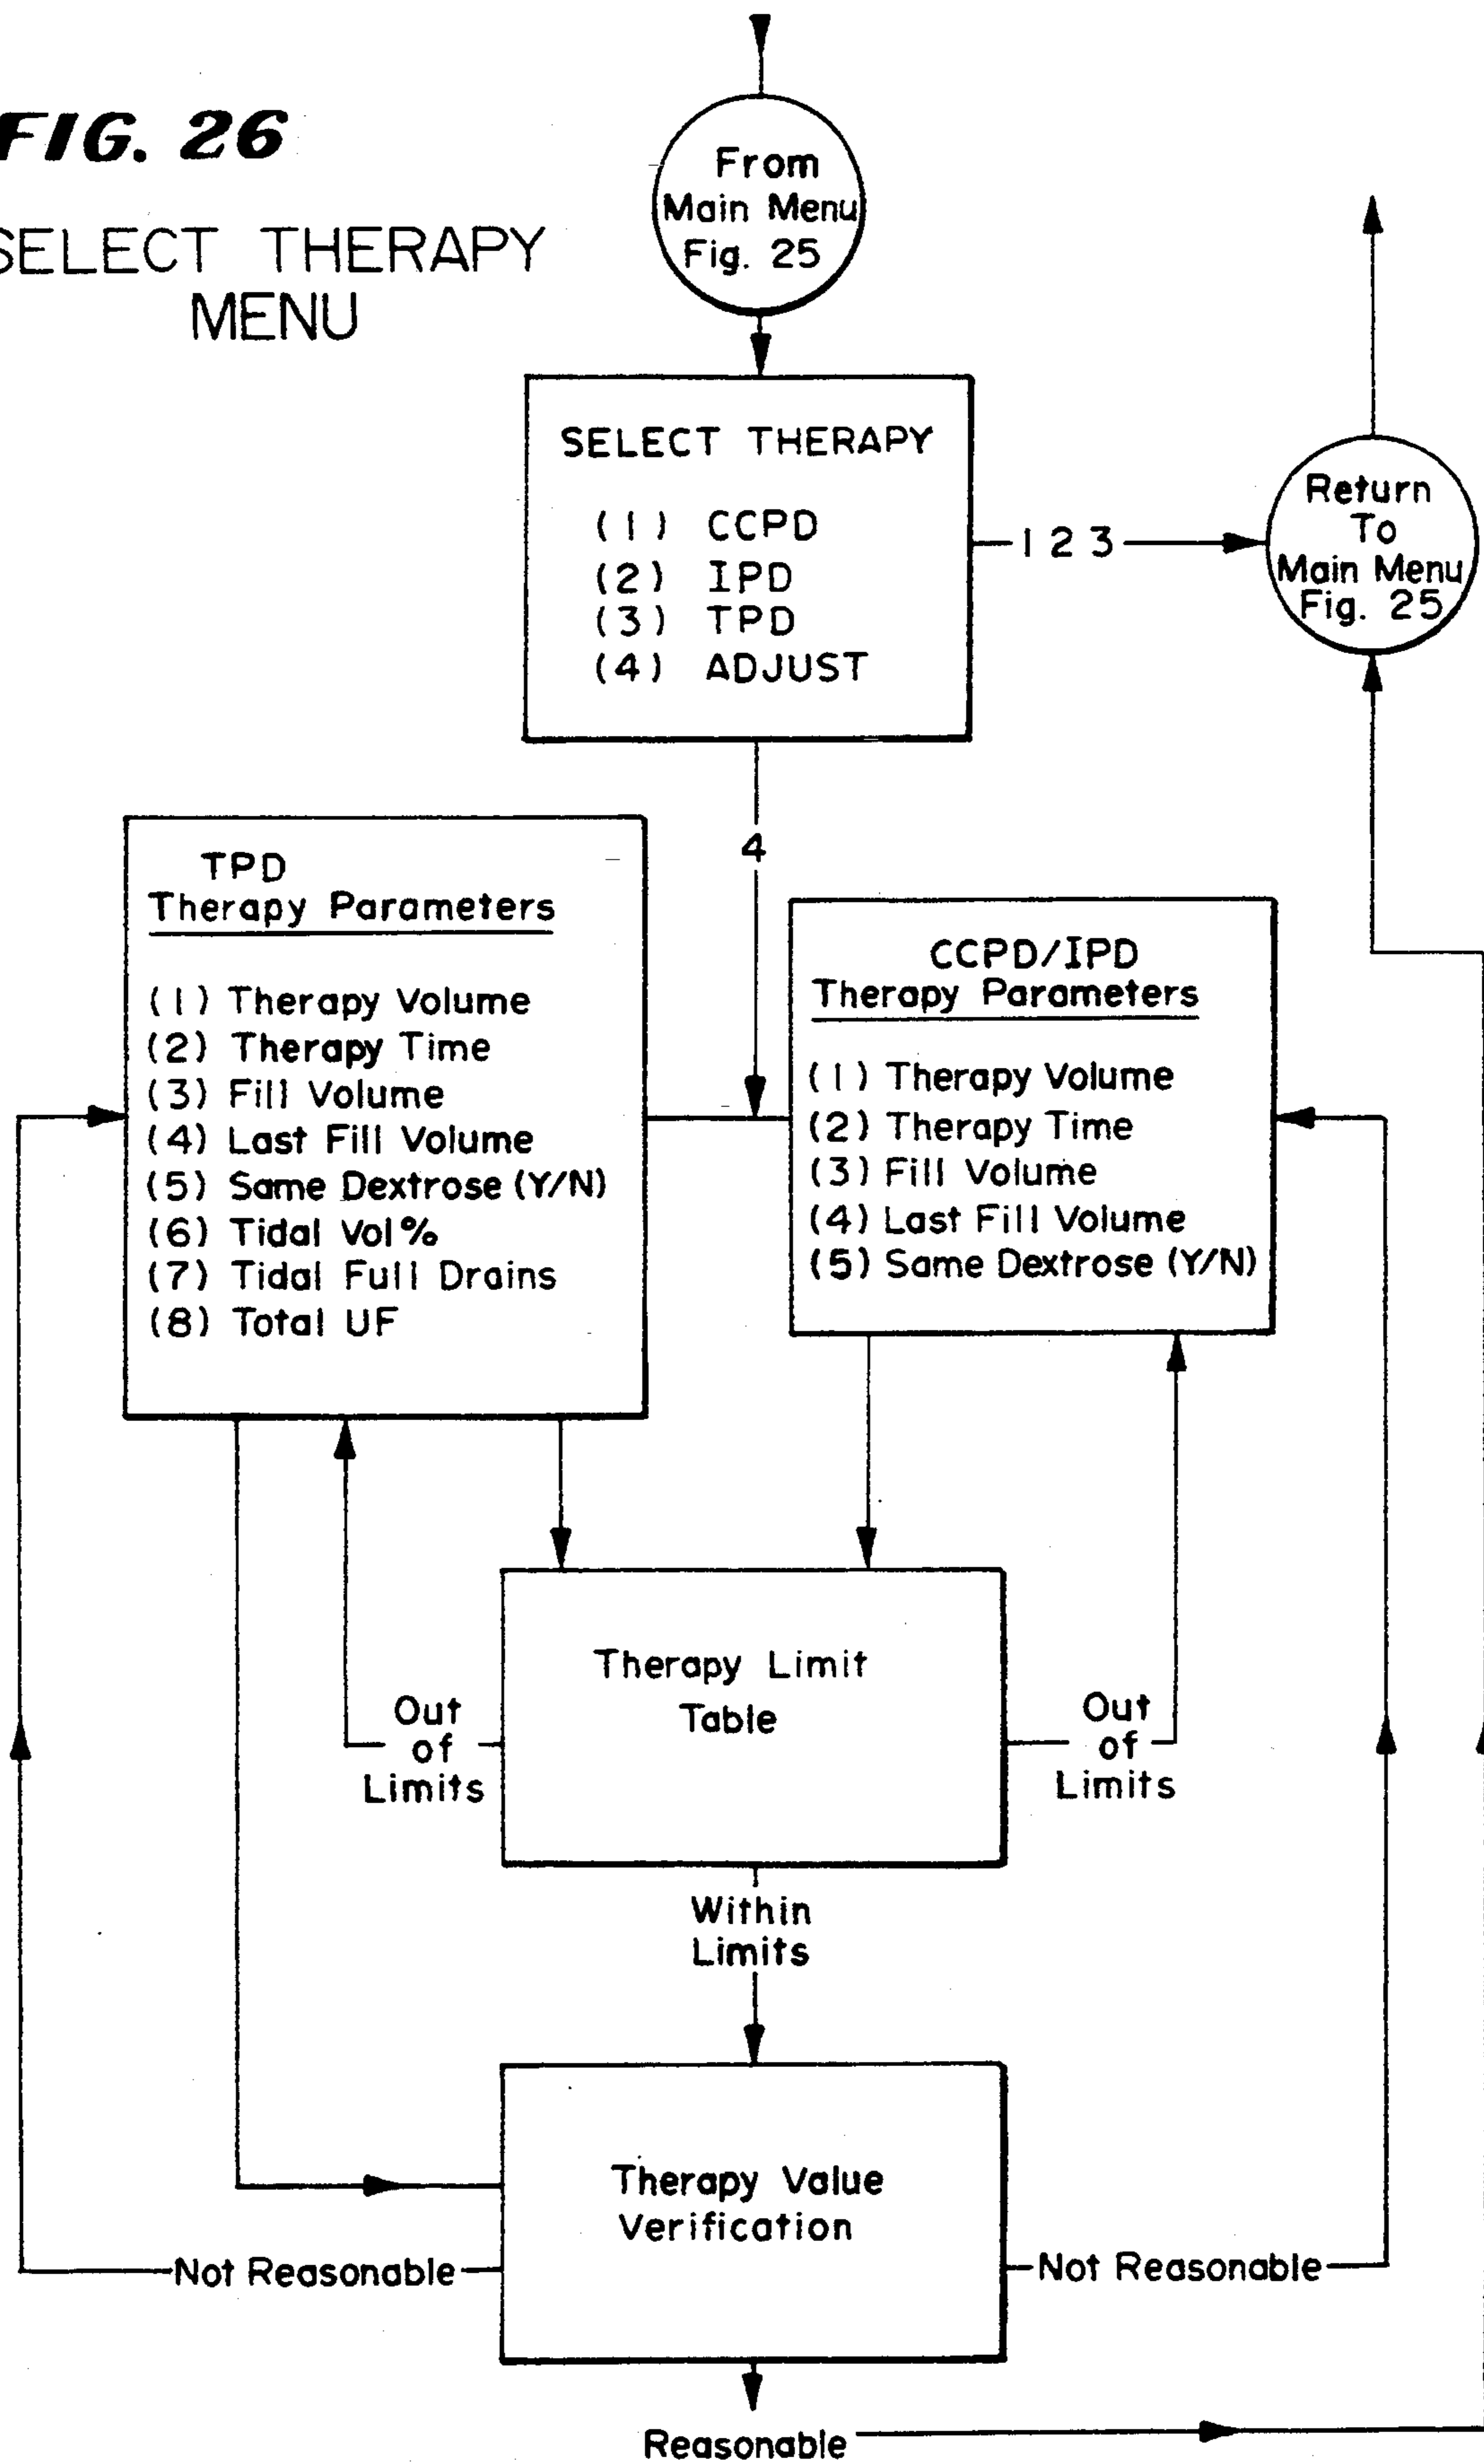 FIG. 26
SELECT THERAPY
MENU
From
Main Menu
Fig. 25
SELECT THERAPY
(1) CCPD
(2) IPD
(3) TPD
(4) ADJUST
1 2 3
Return
To
Main Menu
Fig. 25
4
TPD
Therapy Parameters
(1) Therapy Volume
(2) Therapy Time
(3) Fill Volume
(4) Last Fill Volume
(5) Same Dextrose (Y/N)
(6) Tidal Vol%
(7) Tidal Full Drains
(8) Total UF
CCPD/IPD
Therapy Parameters
(1) Therapy Volume
(2) Therapy Time
(3) Fill Volume
(4) Last Fill Volume
(5) Same Dextrose (Y/N)
Therapy Limit
Table
Out
of
Limits
Out
of
Limits
Within
Limits
Therapy Value
Verification
Not Reasonable
Not Reasonable
Reasonable